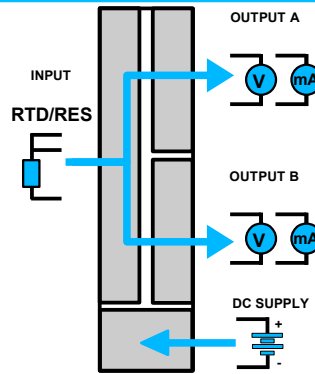 OUTPUT A
INPUT
V
mA
RTD/RES
OUTPUT B
V
mA
DC SUPPLY
+
-